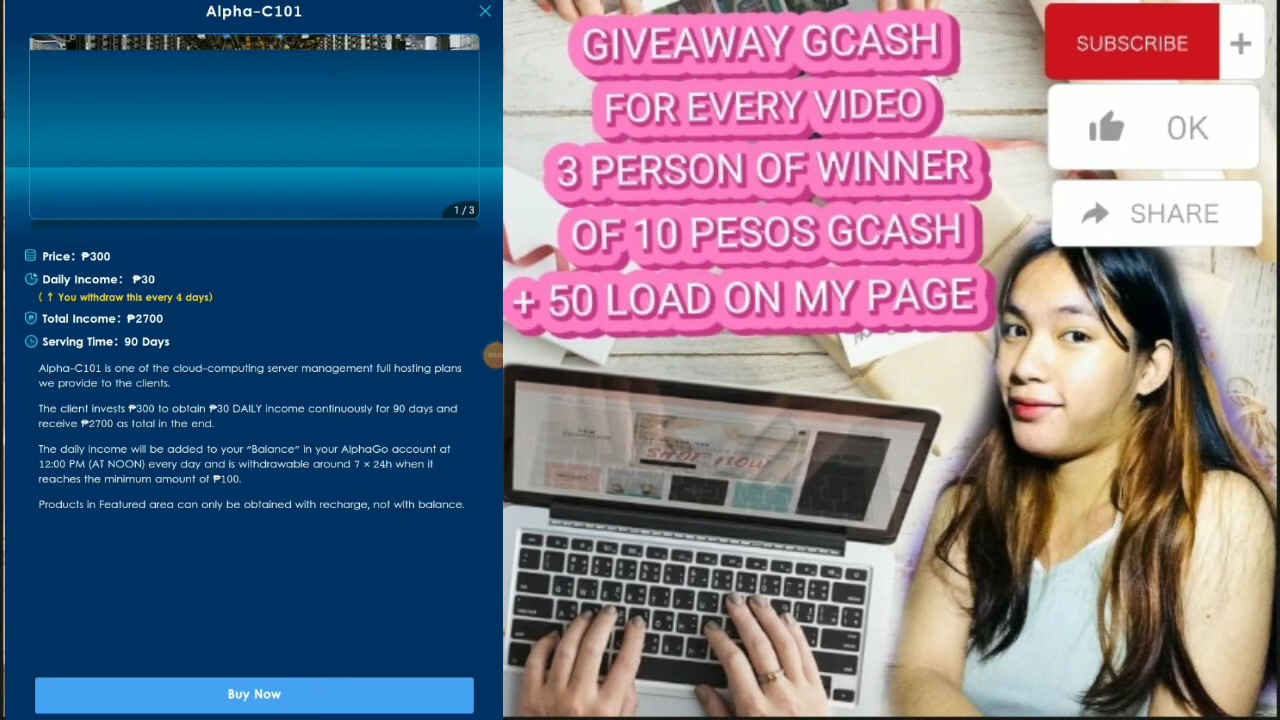 Alpha-C101
1 / 3
Price: ₱300
Daily Income: ₱30
( ↑ You withdraw this every 4 days)
Total Income: ₱2700
Serving Time: 90 Days
Alpha-C101 is one of the cloud-computing server management full hosting plans
we provide to the clients.
The client invests ₱300 to obtain ₱30 DAILY income continuously for 90 days and
receive ₱2700 as total in the end.
The daily income will be added to your "Balance" in your AlphaGo account at
12:00 PM (AT NOON) every day and is withdrawable around 7 × 24h when it
reaches the minimum amount of ₱100.
Products in Featured area can only be obtained with recharge, not with balance.
Buy Now
GIVEAWAY GCASH
FOR EVERY VIDEO
3 PERSON OF WINNER
OF 10 PESOS GCASH
+ 50 LOAD ON MY PAGE
SUBSCRIBE +
0K
SHARE
SHOP NOW